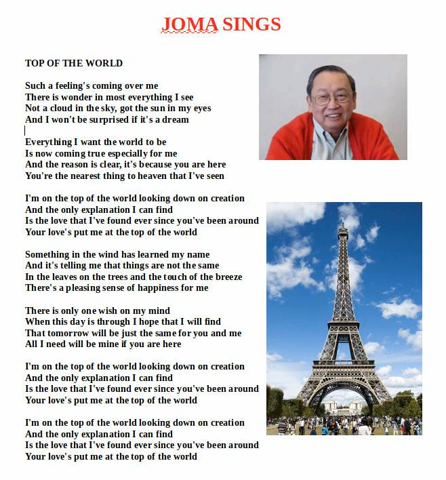 JOMA SINGS
TOP OF THE WORLD
Such a feeling's coming over me
There is wonder in most everything I see
Not a cloud in the sky, got the sun in my eyes
And I won't be surprised if it's a dream
Everything I want the world to be
Is now coming true especially for me
And the reason is clear, it's because you are here
You're the nearest thing to heaven that I've seen
I'm on the top of the world looking down on creation
And the only explanation I can find
Is the love that I've found ever since you've been around
Your love's put me at the top of the world
Something in the wind has learned my name
And it's telling me that things are not the same
In the leaves on the trees and the touch of the breeze
There's a pleasing sense of happiness for me
There is only one wish on my mind
When this day is through I hope that I will find
That tomorrow will be just the same for you and me
All I need will be mine if you are here
I'm on the top of the world looking down on creation
And the only explanation I can find
Is the love that I've found ever since you've been around
Your love's put me at the top of the world
I'm on the top of the world looking down on creation
And the only explanation I can find
Is the love that I've found ever since you've been around
Your love's put me at the top of the world